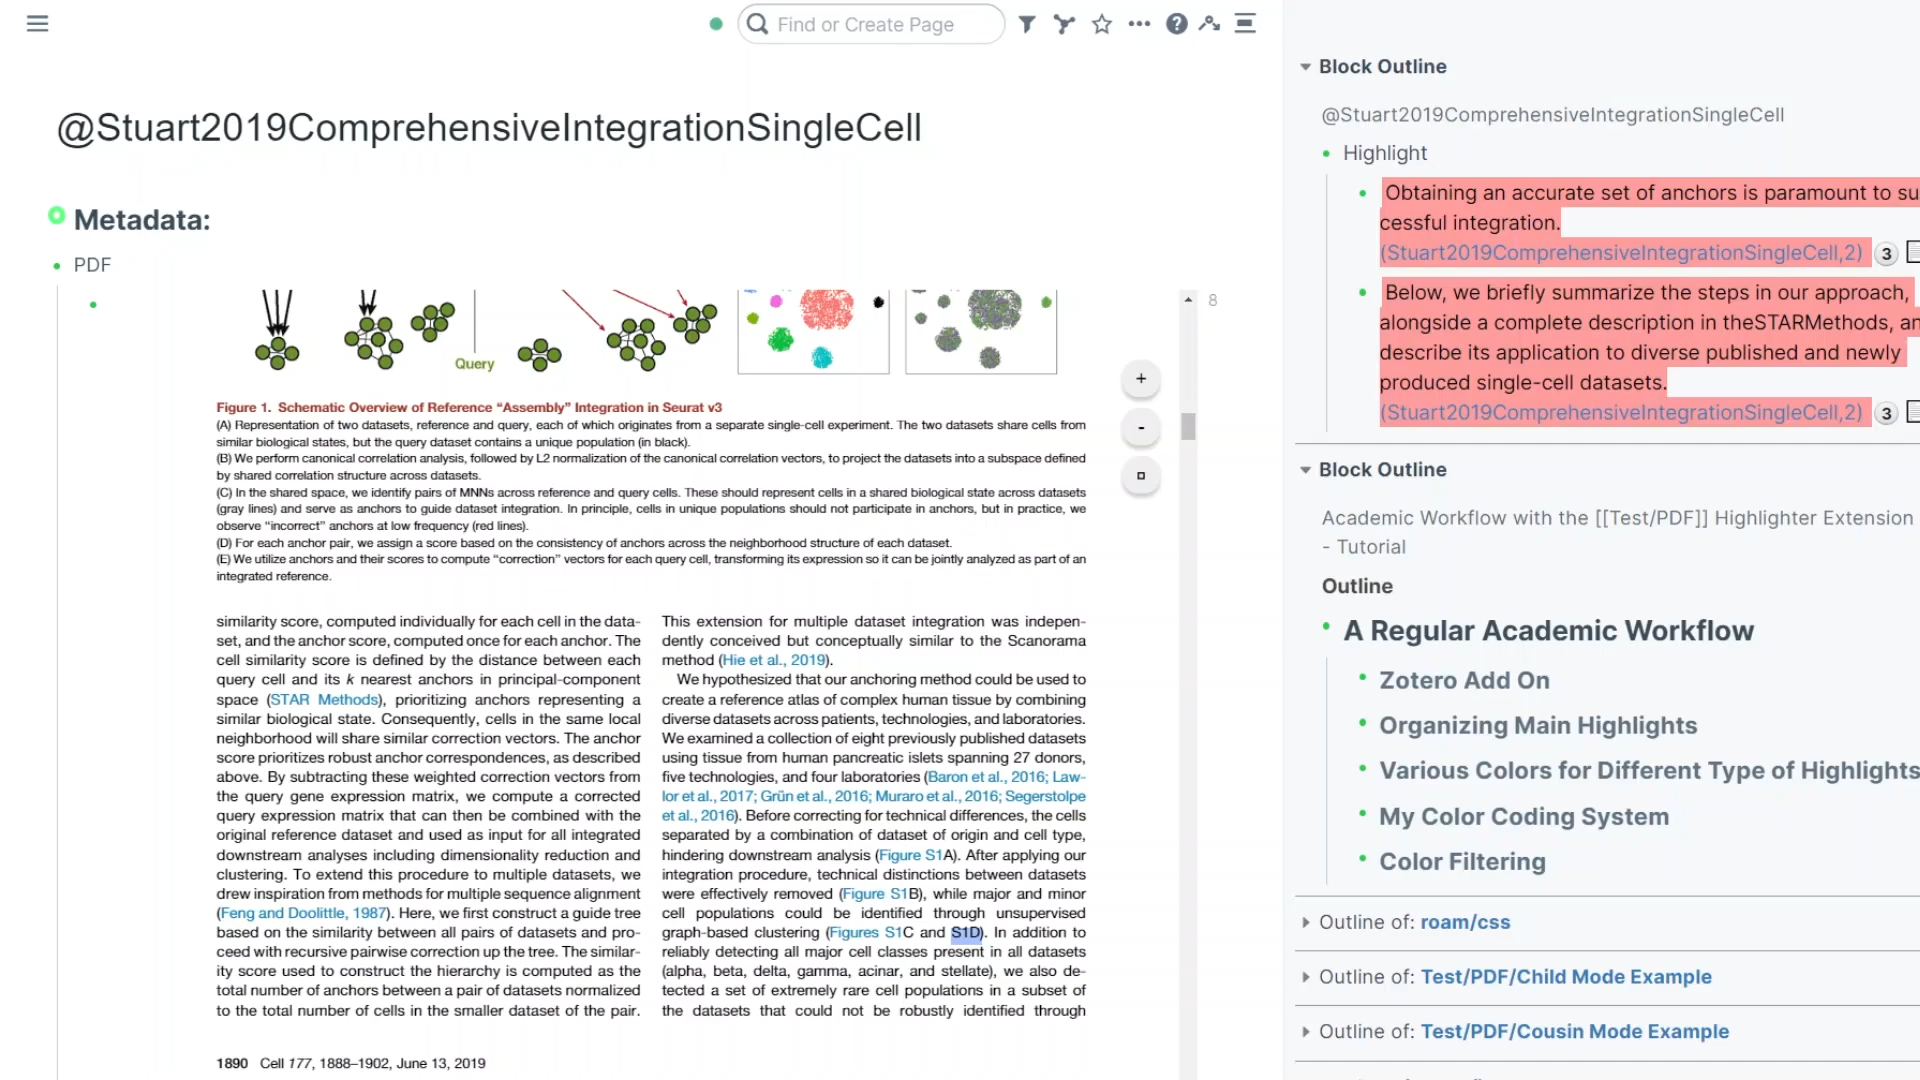 Find or Create Page
@Stuart2019ComprehensiveIntegrationSingleCell
Metadata:
PDF
8
Query
+
-
Figure 1. Schematic Overview of Reference “Assembly” Integration in Seurat v3
(A) Representation of two datasets, reference and query, each of which originates from a separate single-cell experiment. The two datasets share cells from
similar biological states, but the query dataset contains a unique population (in black).
(B) We perform canonical correlation analysis, followed by L2 normalization of the canonical correlation vectors, to project the datasets into a subspace defined
by shared correlation structure across datasets.
(C) In the shared space, we identify pairs of MNNs across reference and query cells. These should represent cells in a shared biological state across datasets
(gray lines) and serve as anchors to guide dataset integration. In principle, cells in unique populations should not participate in anchors, but in practice, we
observe “incorrect” anchors at low frequency (red lines).
(D) For each anchor pair, we assign a score based on the consistency of anchors across the neighborhood structure of each dataset.
(E) We utilize anchors and their scores to compute “correction” vectors for each query cell, transforming its expression so it can be jointly analyzed as part of an
integrated reference.
similarity score, computed individually for each cell in the data-
set, and the anchor score, computed once for each anchor. The
cell similarity score is defined by the distance between each
query cell and its k nearest anchors in principal-component
space (STAR Methods), prioritizing anchors representing a
similar biological state. Consequently, cells in the same local
neighborhood will share similar correction vectors. The anchor
score prioritizes robust anchor correspondences, as described
above. By subtracting these weighted correction vectors from
the query gene expression matrix, we compute a corrected
query expression matrix that can then be combined with the
original reference dataset and used as input for all integrated
downstream analyses including dimensionality reduction and
clustering. To extend this procedure to multiple datasets, we
drew inspiration from methods for multiple sequence alignment
(Feng and Doolittle, 1987). Here, we first construct a guide tree
based on the similarity between all pairs of datasets and pro-
ceed with recursive pairwise correction up the tree. The similar-
ity score used to construct the hierarchy is computed as the
total number of anchors between a pair of datasets normalized
to the total number of cells in the smaller dataset of the pair.
This extension for multiple dataset integration was indepen-
dently conceived but conceptually similar to the Scanorama
method (Hie et al., 2019).
We hypothesized that our anchoring method could be used to
create a reference atlas of complex human tissue by combining
diverse datasets across patients, technologies, and laboratories.
We examined a collection of eight previously published datasets
using tissue from human pancreatic islets spanning 27 donors,
five technologies, and four laboratories (Baron et al., 2016; Law-
lor et al., 2017; Grün et al., 2016; Muraro et al., 2016; Segerstolpe
et al., 2016). Before correcting for technical differences, the cells
separated by a combination of dataset of origin and cell type,
hindering downstream analysis (Figure S1A). After applying our
integration procedure, technical distinctions between datasets
were effectively removed (Figure S1B), while major and minor
cell populations could be identified through unsupervised
graph-based clustering (Figures S1C and S1D). In addition to
reliably detecting all major cell classes present in all datasets
(alpha, beta, delta, gamma, acinar, and stellate), we also de-
tected a set of extremely rare cell populations in a subset of
the datasets that could not be robustly identified through
1890 Cell 177, 1888–1902, June 13, 2019
Block Outline
@Stuart2019ComprehensiveIntegrationSingleCell
Highlight
Obtaining an accurate set of anchors is paramount to su
cessful integration.
(Stuart2019ComprehensiveIntegrationSingleCell,2) 3
Below, we briefly summarize the steps in our approach,
alongside a complete description in theSTARMethods, an
describe its application to diverse published and newly
produced single-cell datasets.
(Stuart2019ComprehensiveIntegrationSingleCell,2) 3
Block Outline
Academic Workflow with the [[Test/PDF]] Highlighter Extension
- Tutorial
Outline
A Regular Academic Workflow
Zotero Add On
Organizing Main Highlights
Various Colors for Different Type of Highlights
My Color Coding System
Color Filtering
Outline of: roam/css
Outline of: Test/PDF/Child Mode Example
Outline of: Test/PDF/Cousin Mode Example